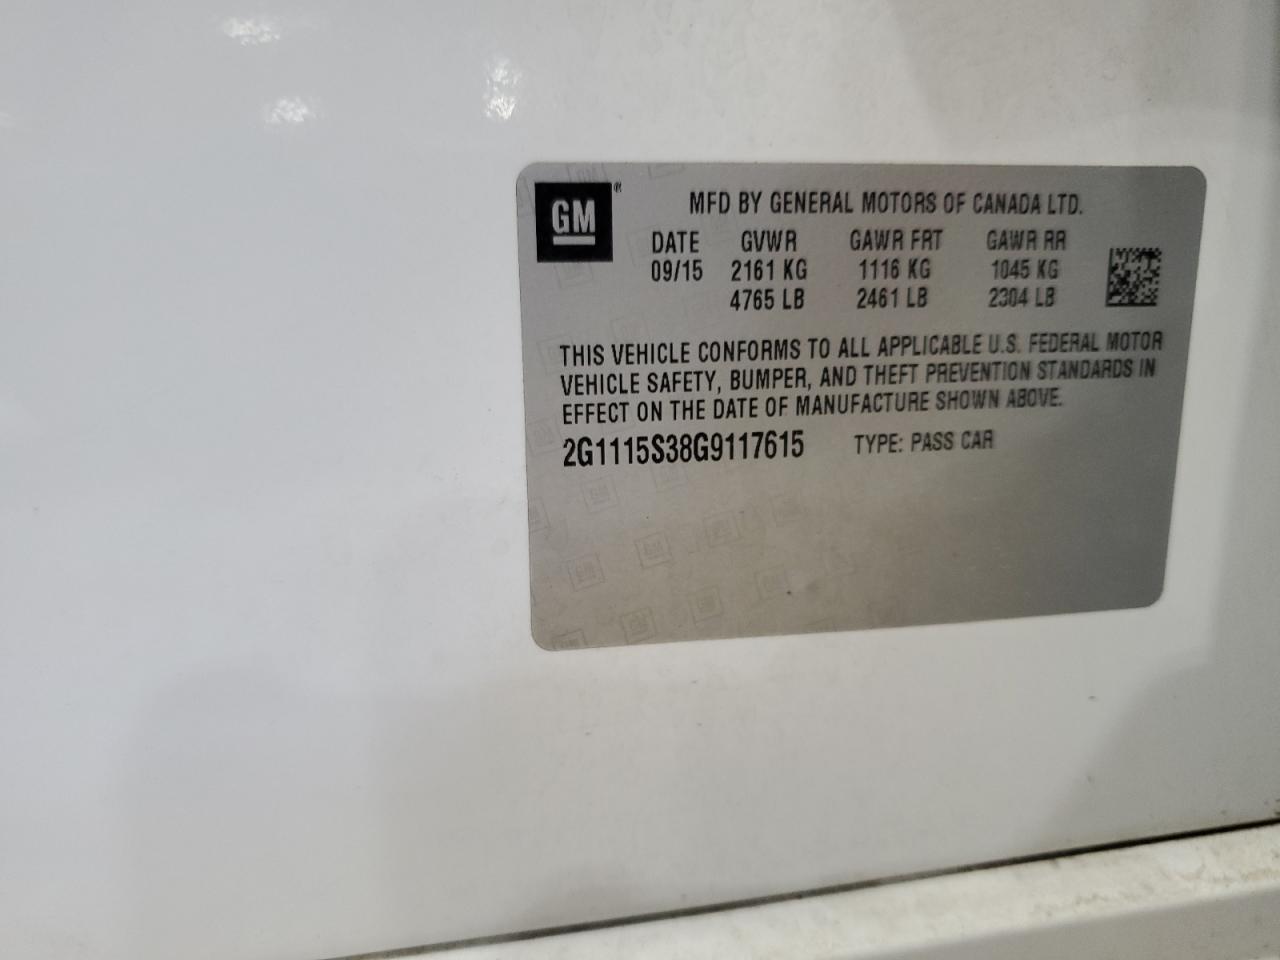 GM®
MFD BY GENERAL MOTORS OF CANADA LTD.
DATE GVWR GAWR FRT GAWR RR
09/15 2161 KG 1116 KG 1045 KG
4765 LB 2461 LB 2304 LB
THIS VEHICLE CONFORMS TO ALL APPLICABLE U.S. FEDERAL MOTOR
VEHICLE SAFETY, BUMPER, AND THEFT PREVENTION STANDARDS IN
EFFECT ON THE DATE OF MANUFACTURE SHOWN ABOVE.
2G1115S38G9117615 TYPE: PASS CAR